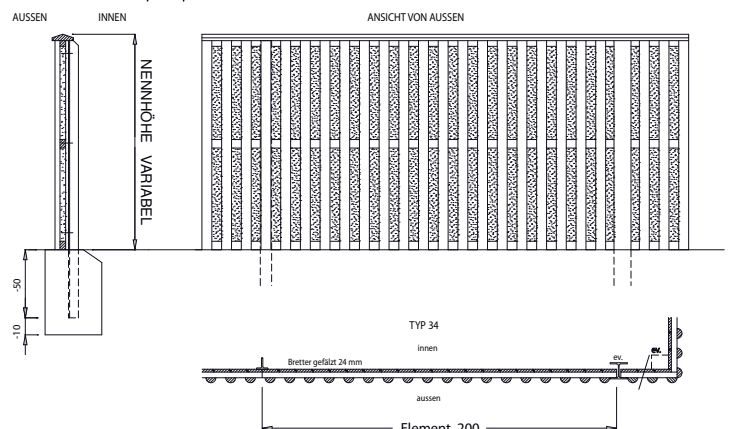 AUSSEN INNEN ANSICHT VON AUSSEN
NENNHÖHE VARIABEL
-50
-10
TYP 34
innen
Bretter gefälzt 24 mm
ev.
ev.
aussen
Element 200